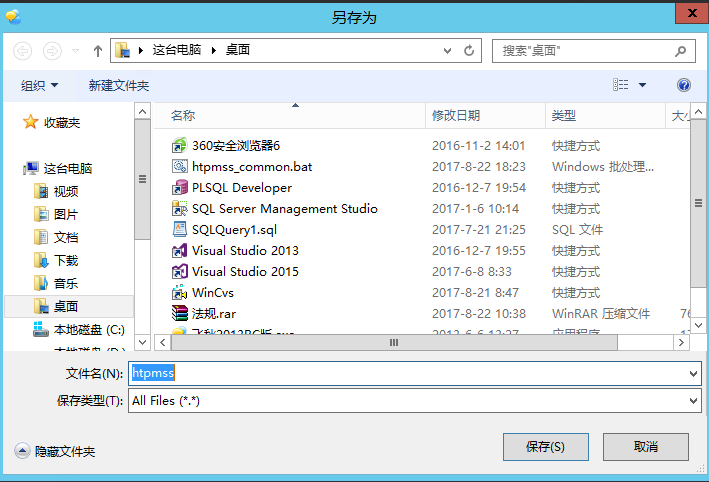 另存为
这台电脑 桌面
搜索"桌面"
组织 新建文件夹
收藏夹
这台电脑
视频
图片
文档
下载
音乐
桌面
本地磁盘 (C:)
名称 修改日期 类型 大小
360安全浏览器6 2016-11-2 14:01 快捷方式
htpmss_common.bat 2017-8-22 18:23 Windows 批处理...
PLSQL Developer 2016-12-7 19:54 快捷方式
SQL Server Management Studio 2017-1-6 10:14 快捷方式
SQLQuery1.sql 2017-7-21 21:25 SQL 文件
Visual Studio 2013 2016-12-7 19:55 快捷方式
Visual Studio 2015 2017-6-8 8:33 快捷方式
WinCvs 2017-8-21 8:47 快捷方式
法规.rar 2017-8-22 10:38 WinRAR 压缩文件 76
文件名(N): htpmss
保存类型(T): All Files (*.*)
隐藏文件夹 保存(S) 取消